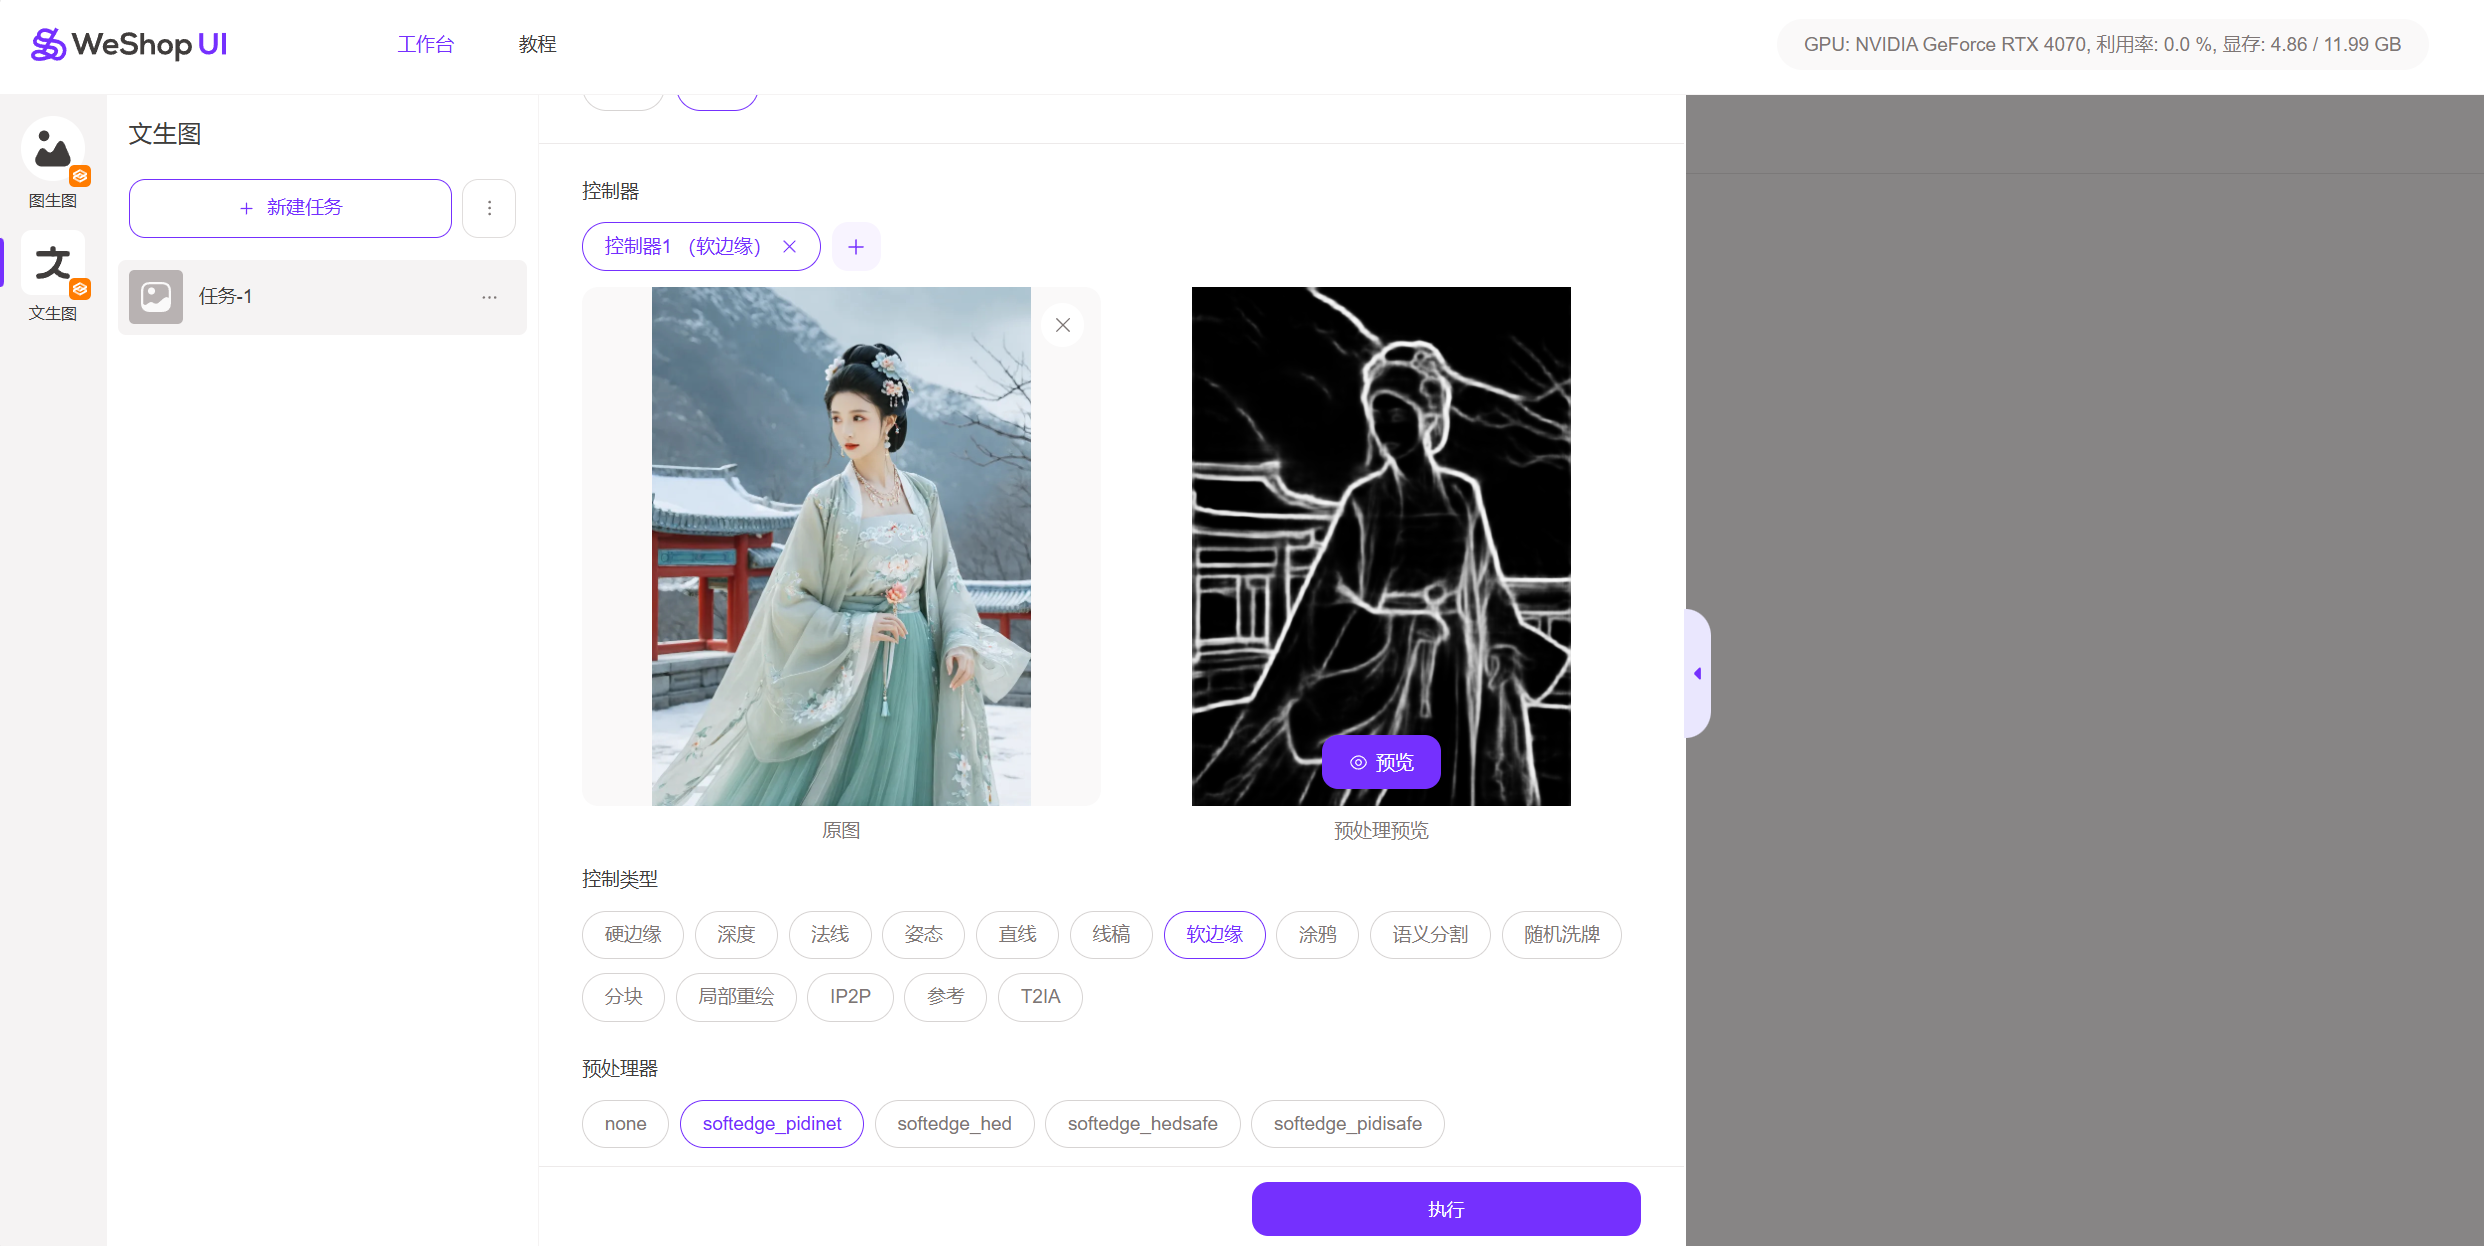 WeShop UI
工作台
教程
GPU: NVIDIA GeForce RTX 4070, 利用率: 0.0 %, 显存: 4.86 / 11.99 GB
图生图
文
文生图
文生图
+ 新建任务
任务-1
控制器
控制器1 (软边缘)
预览
原图
预处理预览
控制类型
硬边缘 深度 法线 姿态 直线 线稿 软边缘 涂鸦 语义分割 随机洗牌
分块 局部重绘 IP2P 参考 T2IA
预处理器
none softedge_pidinet softedge_hed softedge_hedsafe softedge_pidisafe
执行